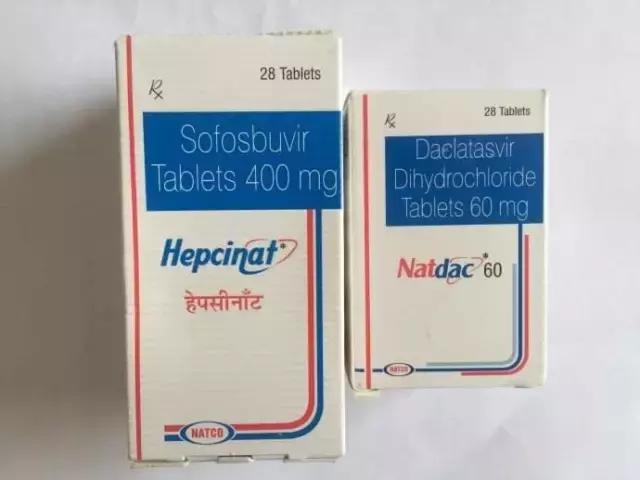 ℞
28 Tablets
Sofosbuvir
Tablets 400 mg
Hepcinat*
हेपसीनॉट
NATCO
℞
28 Tablets
Daclatasvir
Dihydrochloride
Tablets 60 mg
Natdac*60
NATCO